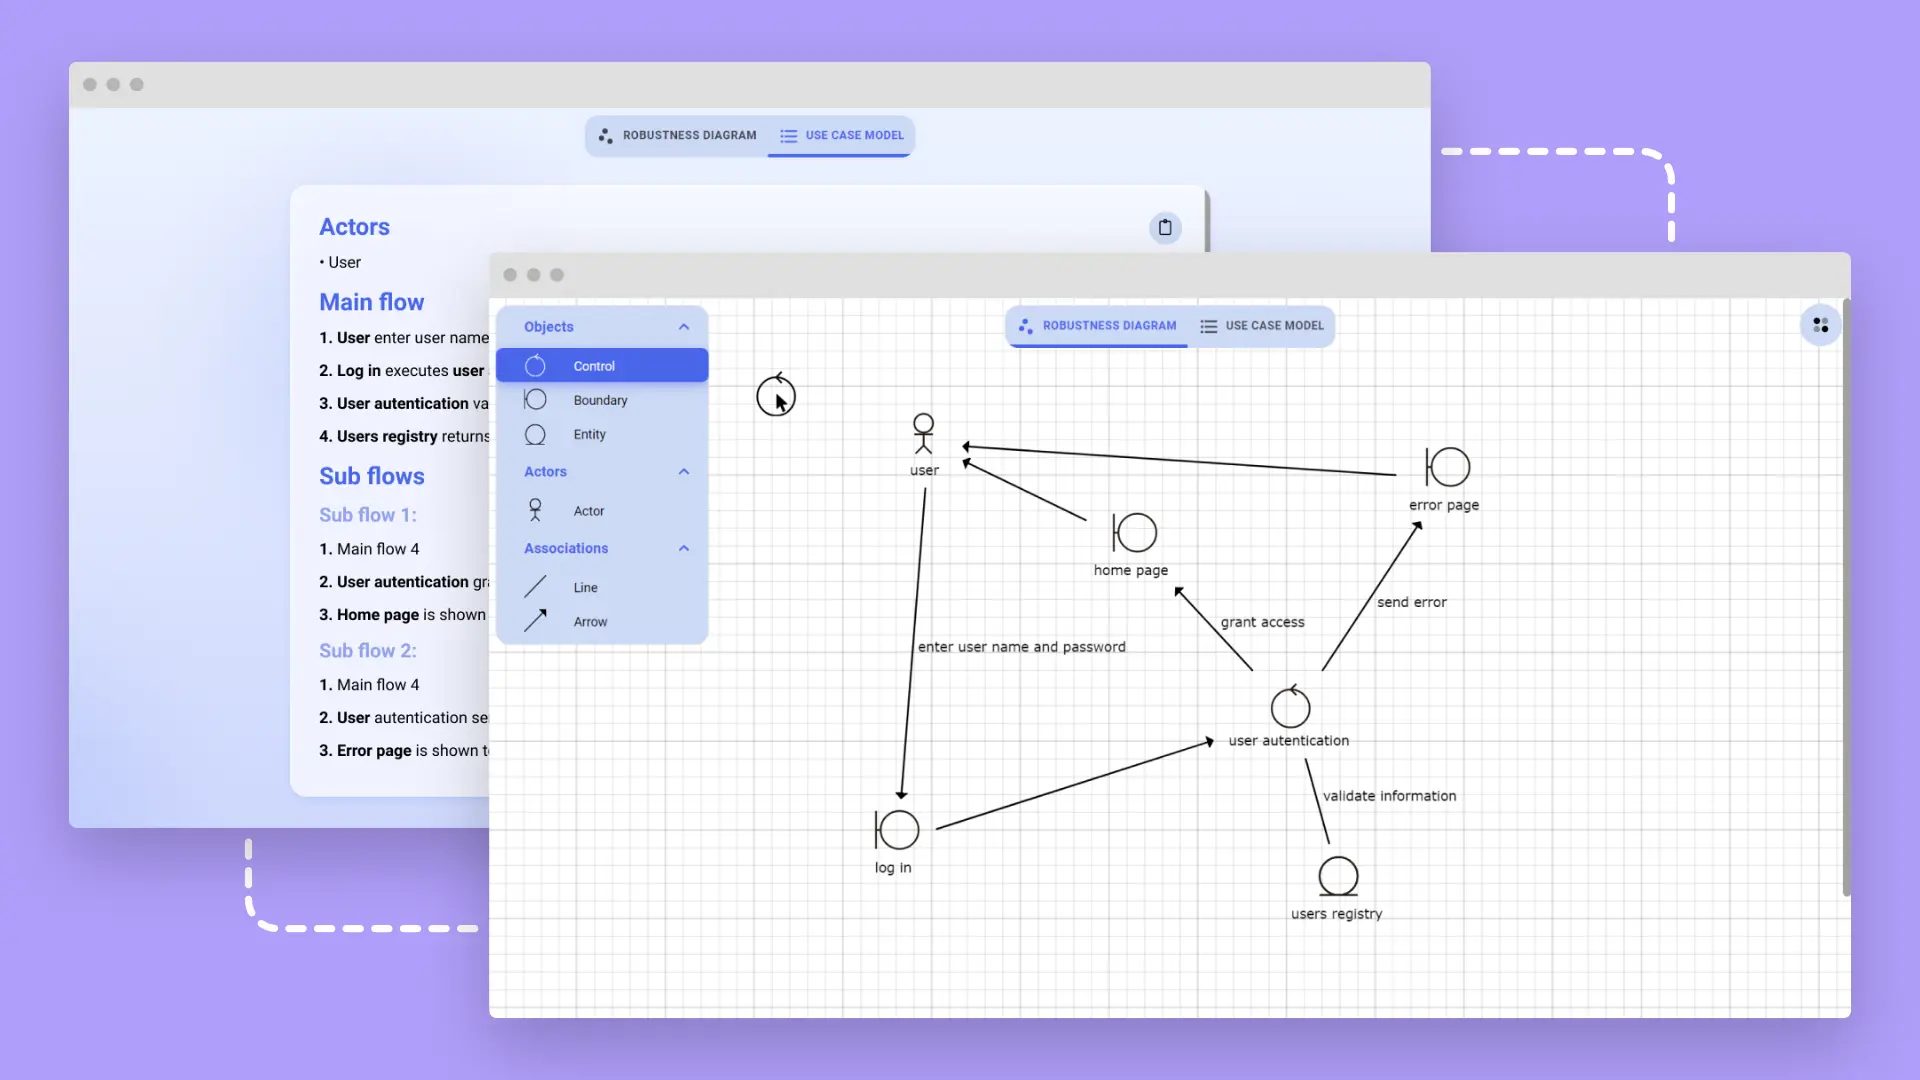 ROBUSTNESS DIAGRAM
USE CASE MODEL
Actors
• User
Main flow
1. User enter user name
2. Log in executes user
3. User autentication va
4. Users registry returns
Sub flows
Sub flow 1:
1. Main flow 4
2. User autentication gr
3. Home page is shown
Sub flow 2:
1. Main flow 4
2. User autentication se
3. Error page is shown t
Objects
Control
Boundary
Entity
Actors
Actor
Associations
Line
Arrow
ROBUSTNESS DIAGRAM
USE CASE MODEL
user
error page
home page
send error
grant access
enter user name and password
user autentication
validate information
log in
users registry